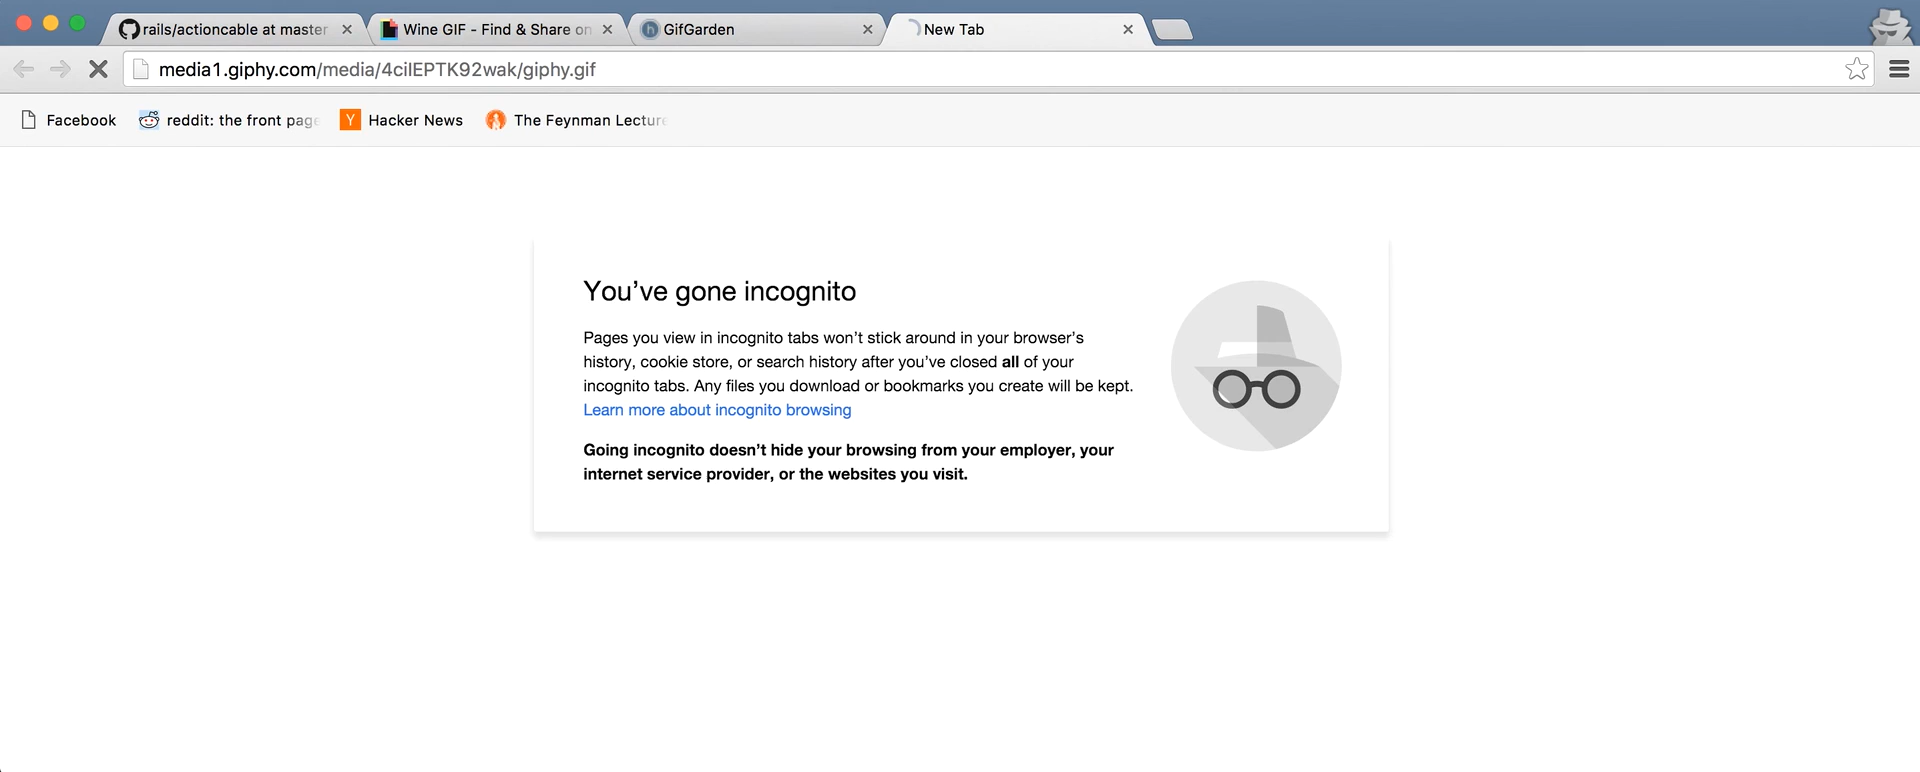 rails/actioncable at master
Wine GIF - Find & Share on
h GifGarden
New Tab
media1.giphy.com/media/4cilEPTK92wak/giphy.gif
Facebook
reddit: the front page
Y Hacker News
The Feynman Lecture
You’ve gone incognito
Pages you view in incognito tabs won’t stick around in your browser’s
history, cookie store, or search history after you’ve closed all of your
incognito tabs. Any files you download or bookmarks you create will be kept.
Learn more about incognito browsing
Going incognito doesn’t hide your browsing from your employer, your
internet service provider, or the websites you visit.